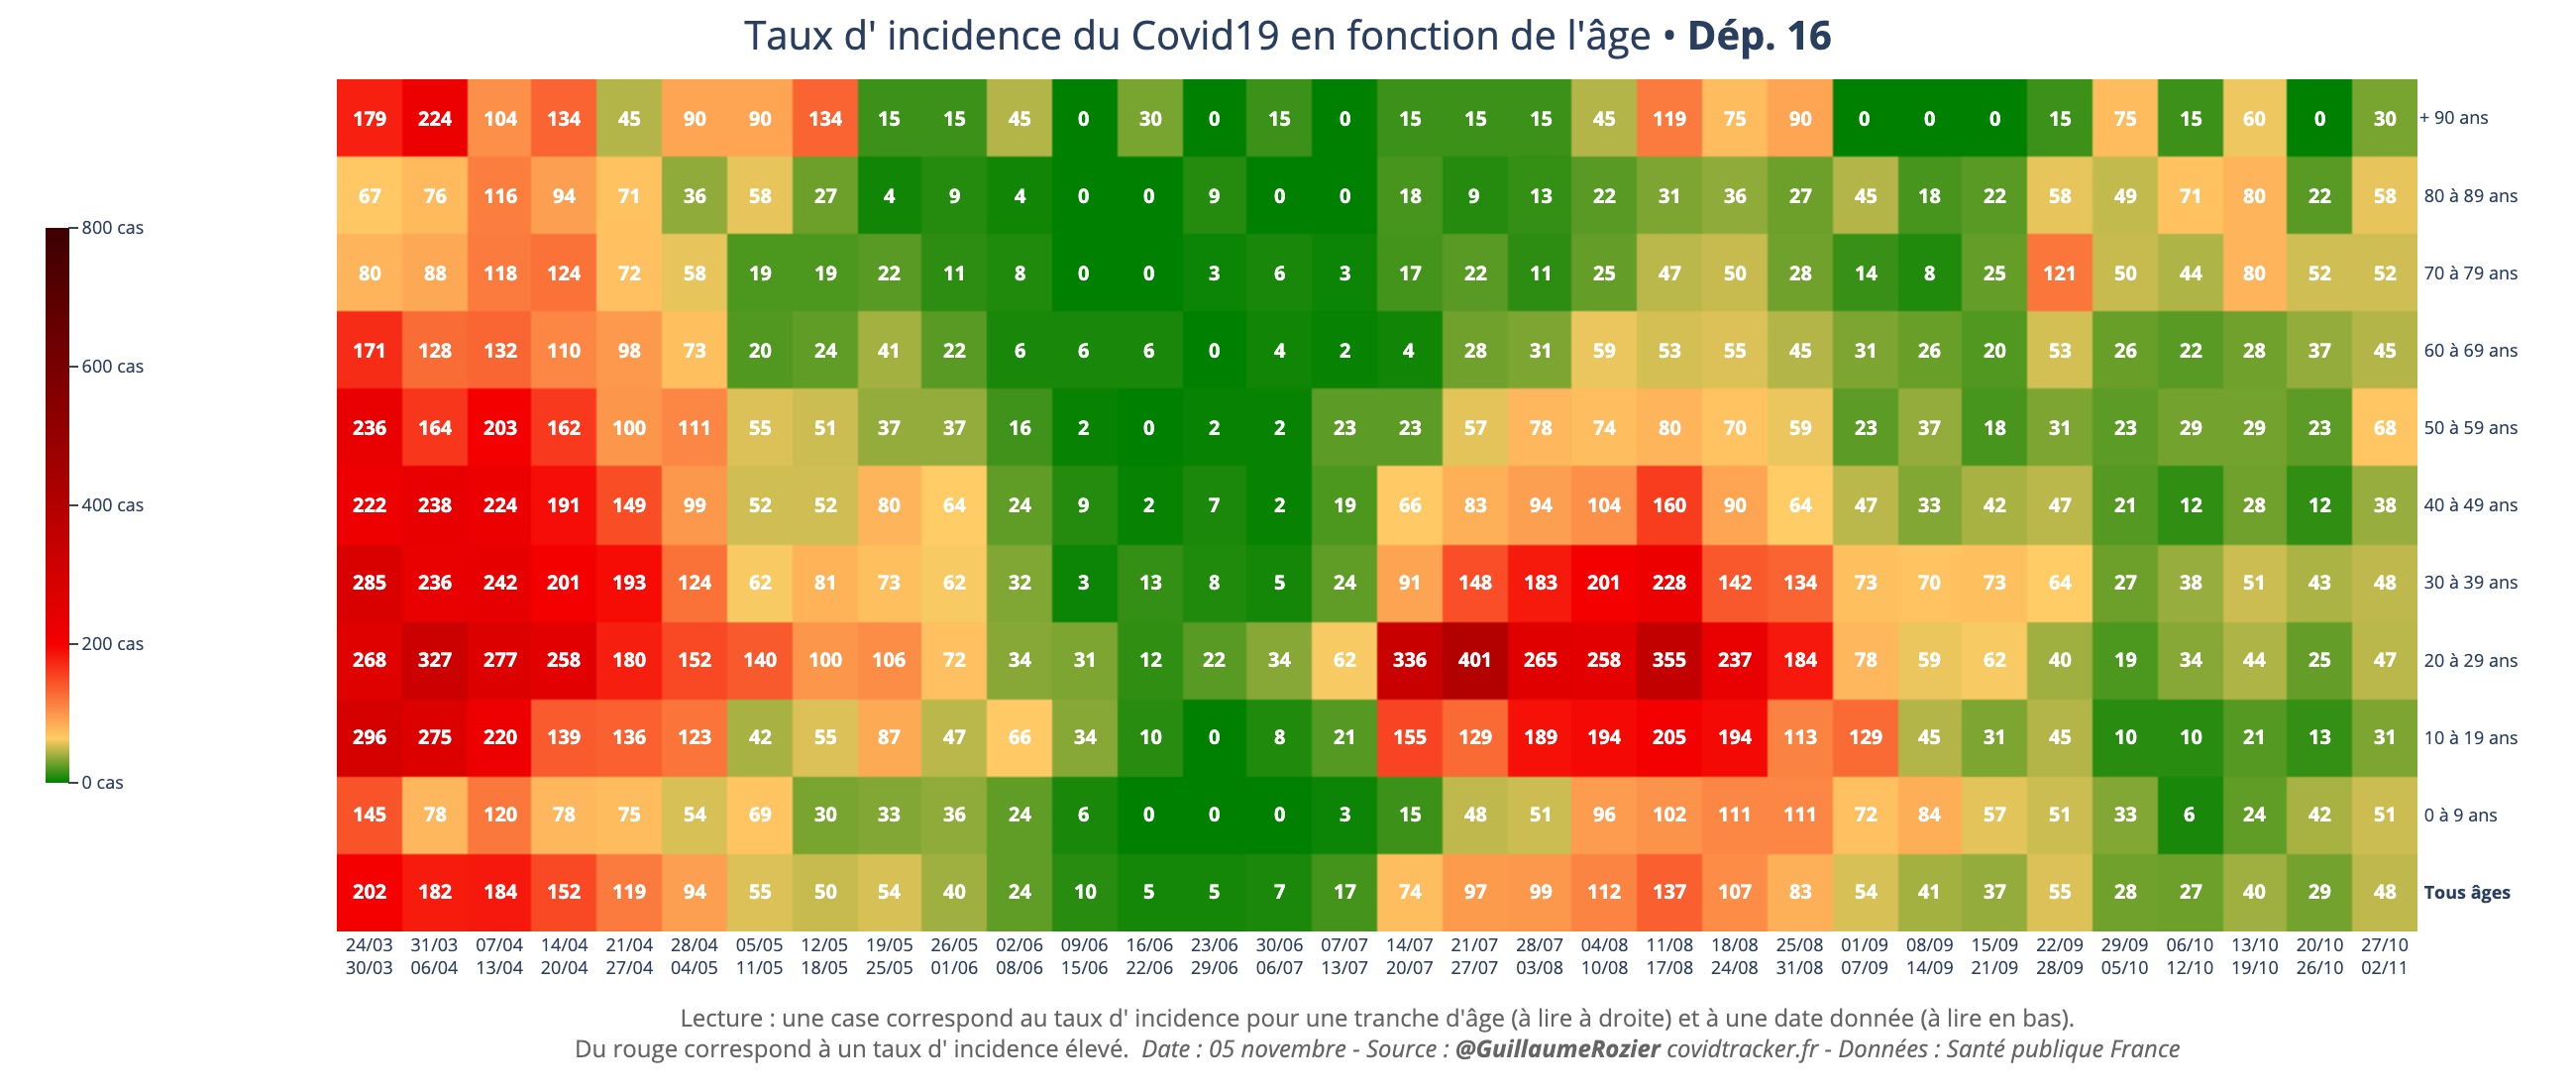 Taux d' incidence du Covid19 en fonction de l'âge • Dép. 16
800 cas
600 cas
400 cas
200 cas
0 cas
179 224 104 134 45 90 90 134 15 15 45 0 30 0 15 0 15 15 15 45 119 75 90 0 0 0 15 75 15 60 0 30 + 90 ans
67 76 116 94 71 36 58 27 4 9 4 0 0 9 0 0 18 9 13 22 31 36 27 45 18 22 58 49 71 80 22 58 80 à 89 ans
80 88 118 124 72 58 19 19 22 11 8 0 0 3 6 3 17 22 11 25 47 50 28 14 8 25 121 50 44 80 52 52 70 à 79 ans
171 128 132 110 98 73 20 24 41 22 6 6 6 0 4 2 4 28 31 59 53 55 45 31 26 20 53 26 22 28 37 45 60 à 69 ans
236 164 203 162 100 111 55 51 37 37 16 2 0 2 2 23 23 57 78 74 80 70 59 23 37 18 31 23 29 29 23 68 50 à 59 ans
222 238 224 191 149 99 52 52 80 64 24 9 2 7 2 19 66 83 94 104 160 90 64 47 33 42 47 21 12 28 12 38 40 à 49 ans
285 236 242 201 193 124 62 81 73 62 32 3 13 8 5 24 91 148 183 201 228 142 134 73 70 73 64 27 38 51 43 48 30 à 39 ans
268 327 277 258 180 152 140 100 106 72 34 31 12 22 34 62 336 401 265 258 355 237 184 78 59 62 40 19 34 44 25 47 20 à 29 ans
296 275 220 139 136 123 42 55 87 47 66 34 10 0 8 21 155 129 189 194 205 194 113 129 45 31 45 10 10 21 13 31 10 à 19 ans
145 78 120 78 75 54 69 30 33 36 24 6 0 0 0 3 15 48 51 96 102 111 111 72 84 57 51 33 6 24 42 51 0 à 9 ans
202 182 184 152 119 94 55 50 54 40 24 10 5 5 7 17 74 97 99 112 137 107 83 54 41 37 55 28 27 40 29 48 Tous âges
24/03 31/03 07/04 14/04 21/04 28/04 05/05 12/05 19/05 26/05 02/06 09/06 16/06 23/06 30/06 07/07 14/07 21/07 28/07 04/08 11/08 18/08 25/08 01/09 08/09 15/09 22/09 29/09 06/10 13/10 20/10 27/10
30/03 06/04 13/04 20/04 27/04 04/05 11/05 18/05 25/05 01/06 08/06 15/06 22/06 29/06 06/07 13/07 20/07 27/07 03/08 10/08 17/08 24/08 31/08 07/09 14/09 21/09 28/09 05/10 12/10 19/10 26/10 02/11
Lecture : une case correspond au taux d' incidence pour une tranche d'âge (à lire à droite) et à une date donnée (à lire en bas).
Du rouge correspond à un taux d' incidence élevé. Date : 05 novembre - Source : @GuillaumeRozier covidtracker.fr - Données : Santé publique France